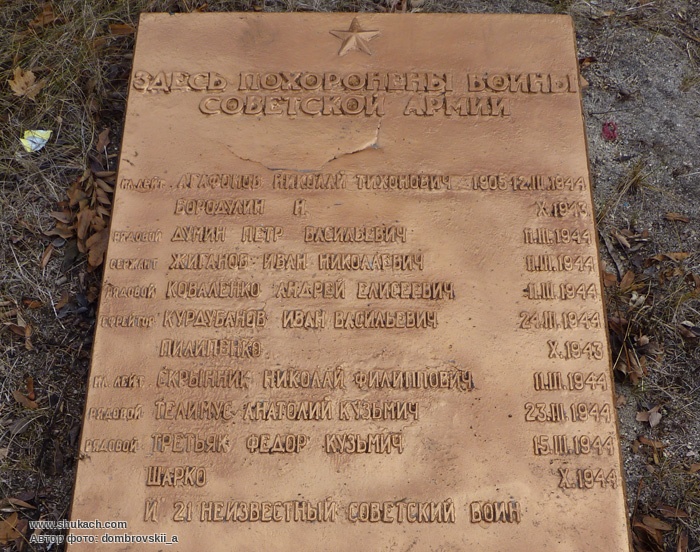 ЗДЕСЬ ПОХОРОНЕНЫ ВОИНЫ
СОВЕТСКОЙ АРМИИ
МЛ. ЛЕЙТ. АГАФОНОВ НИКОЛАЙ ТИХОНОВИЧ 1905-12.III.1944
БОРОДУЛИН И. X.1943
РЯДОВОЙ ДУМИН ПЕТР ВАСИЛЬЕВИЧ 11.III.1944
СЕРЖАНТ ЖИГАНОВ ИВАН НИКОЛАЕВИЧ 11.III.1944
РЯДОВОЙ КОВАЛЕНКО АНДРЕЙ ЕЛИСЕЕВИЧ 11.III.1944
ЕФРЕЙТОР КУРДУБАНОВ ИВАН ВАСИЛЬЕВИЧ 24.III.1944
ПИЛИПЕНКО X.1943
МЛ. ЛЕЙТ. СКРЫННИК НИКОЛАЙ ФИЛИППОВИЧ 11.III.1944
РЯДОВОЙ ТЕЛИМУС АНАТОЛИЙ КУЗЬМИЧ 23.III.1944
РЯДОВОЙ ТРЕТЬЯК ФЕДОР КУЗЬМИЧ 15.III.1944
ШАРКО X.1944
И 21 НЕИЗВЕСТНЫЙ СОВЕТСКИЙ ВОИН
www.shukach.com
Автор фото: dombrovskii_a